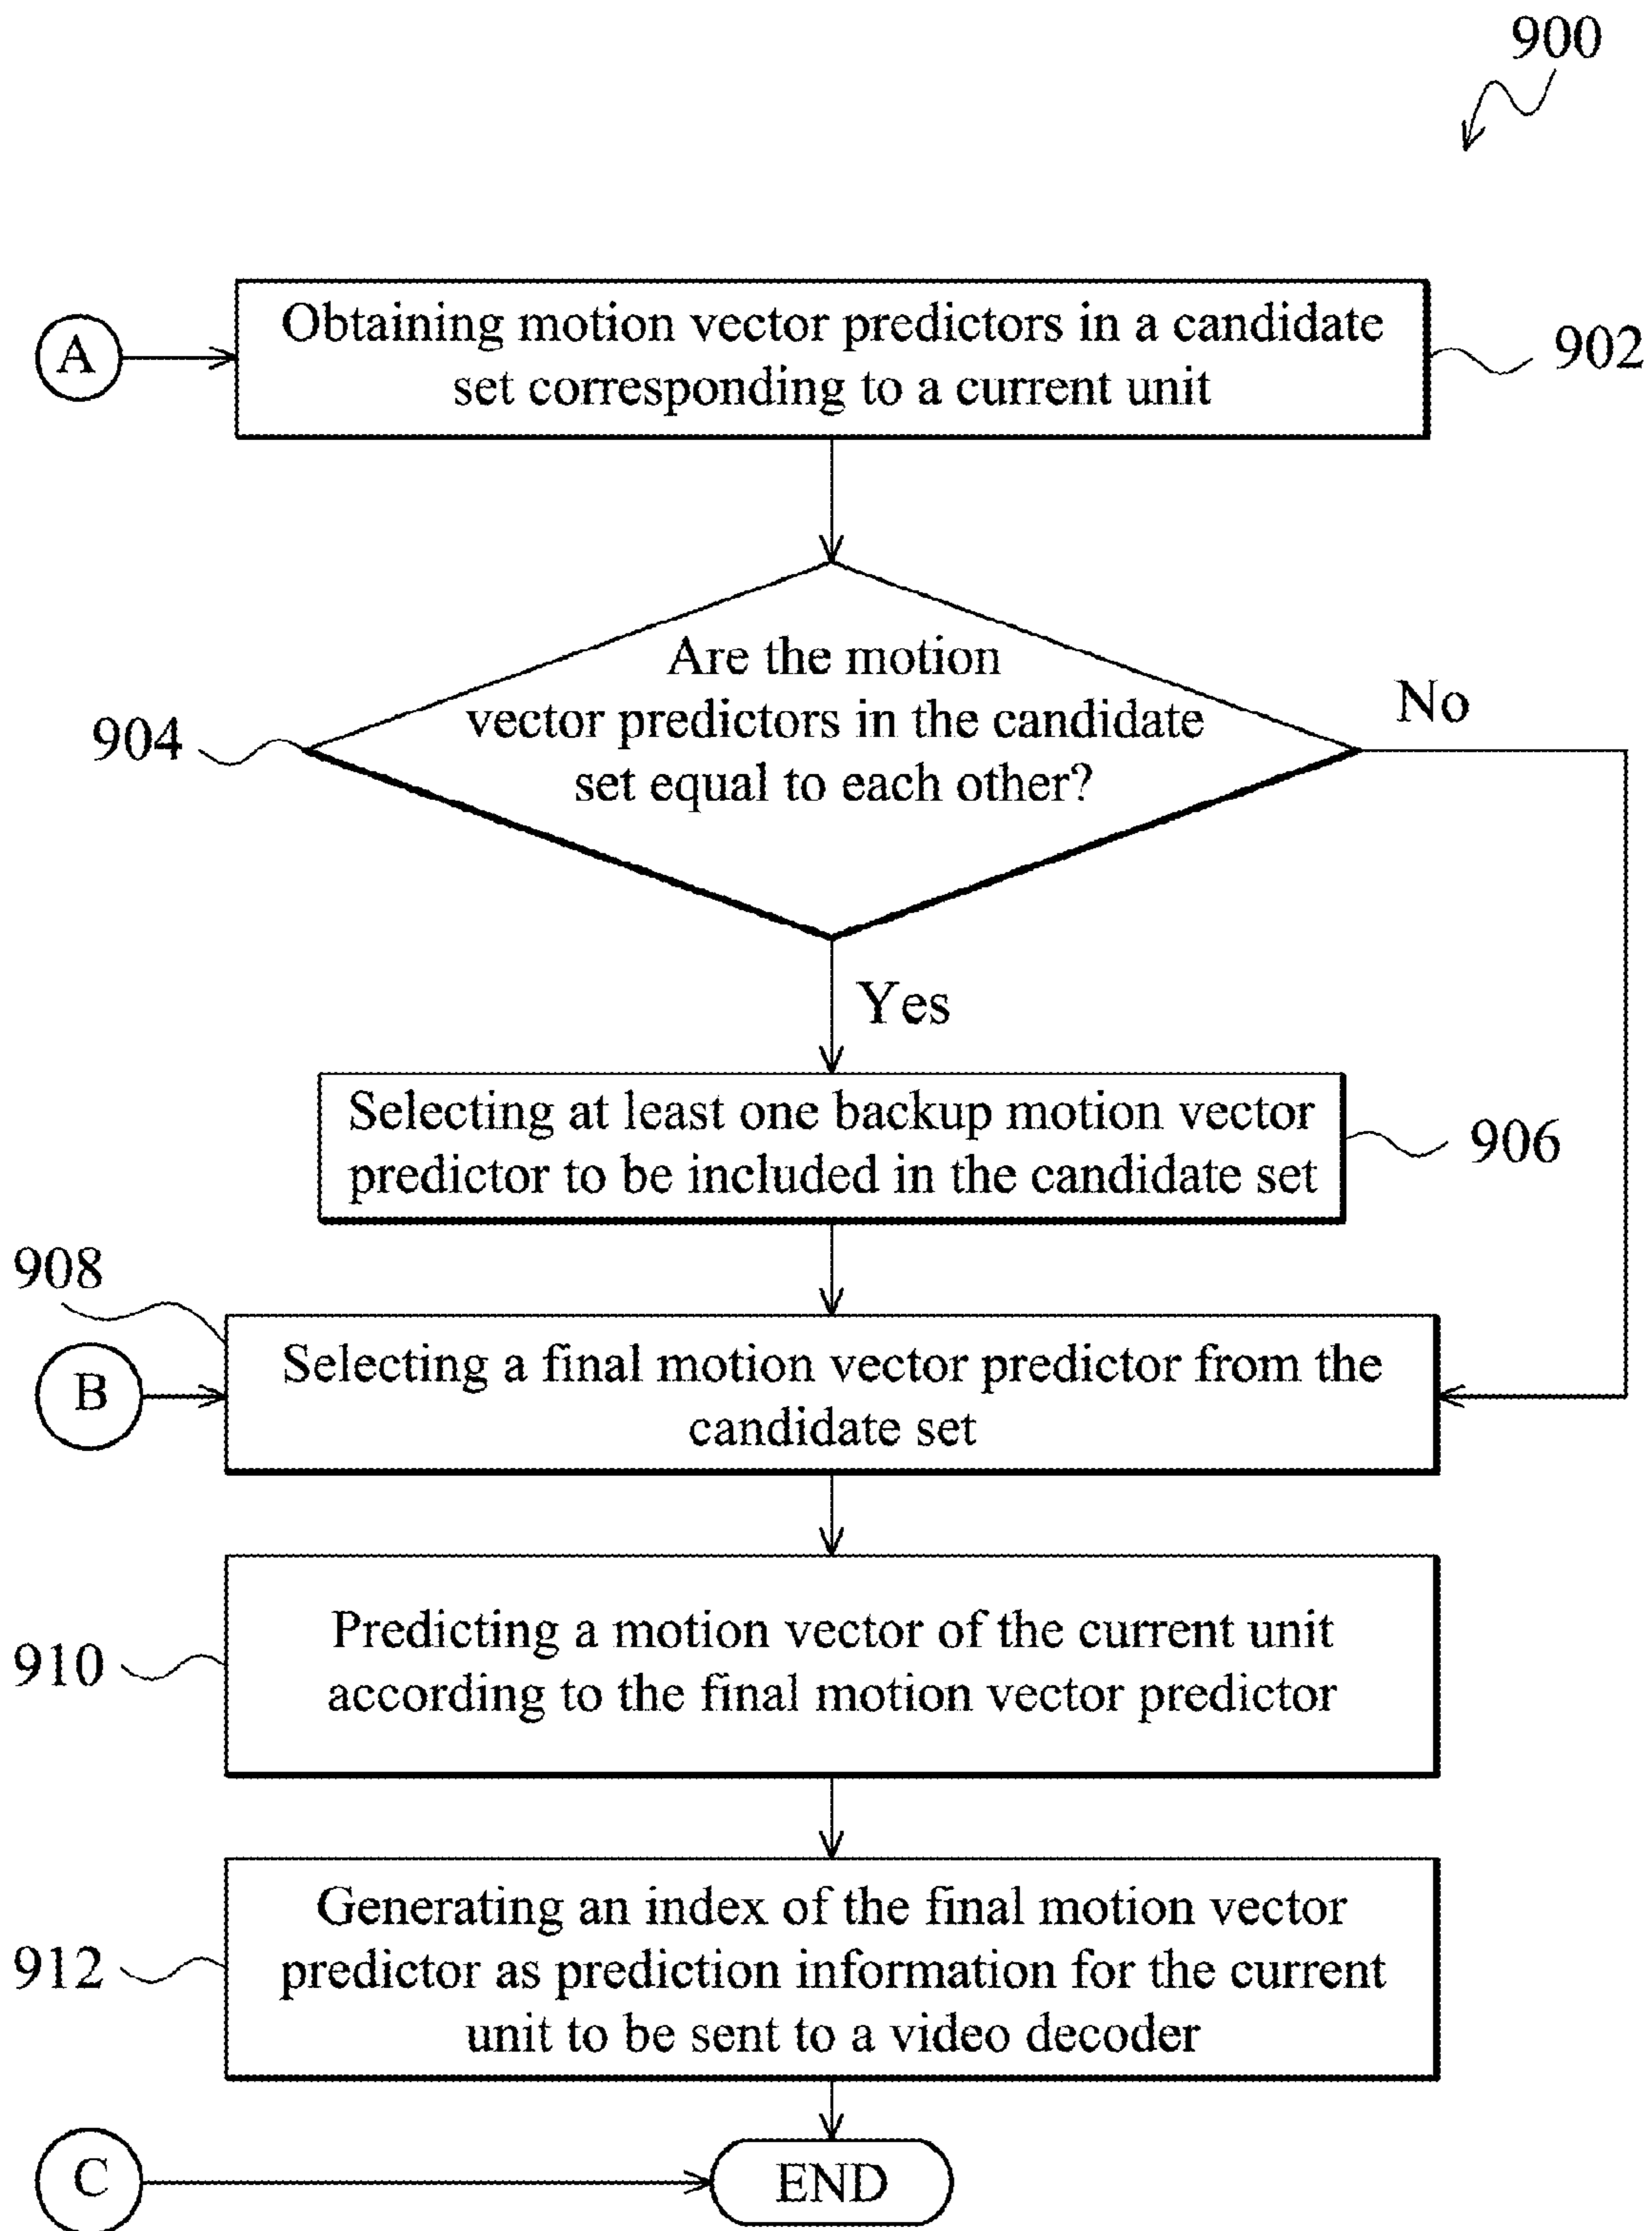 900
A
Obtaining motion vector predictors in a candidate
set corresponding to a current unit
902
Are the motion
vector predictors in the candidate
set equal to each other?
904
No
Yes
Selecting at least one backup motion vector
predictor to be included in the candidate set
906
908
B
Selecting a final motion vector predictor from the
candidate set
Predicting a motion vector of the current unit
according to the final motion vector predictor
910
Generating an index of the final motion vector
predictor as prediction information for the current
unit to be sent to a video decoder
912
C
END